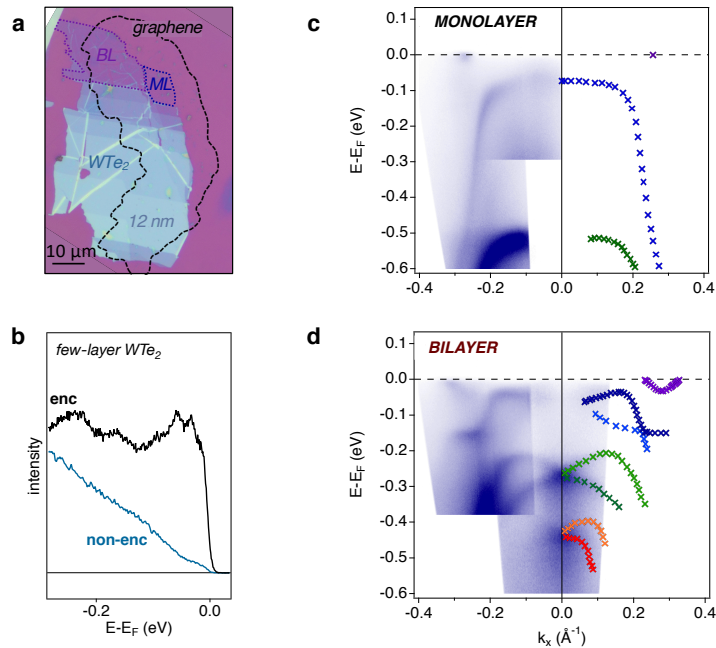 a
graphene
BL
ML
WTe₂
12 nm
10 μm
b
few-layer WTe₂
enc
non-enc
intensity
-0.2 0.0
E-E_F (eV)
c
MONOLAYER
0.1
0.0
-0.1
-0.2
-0.3
-0.4
-0.5
-0.6
E-E_F (eV)
-0.4 -0.2 0.0 0.2 0.4
d
BILAYER
0.1
0.0
-0.1
-0.2
-0.3
-0.4
-0.5
-0.6
E-E_F (eV)
-0.4 -0.2 0.0 0.2 0.4
k_x (Å⁻¹)